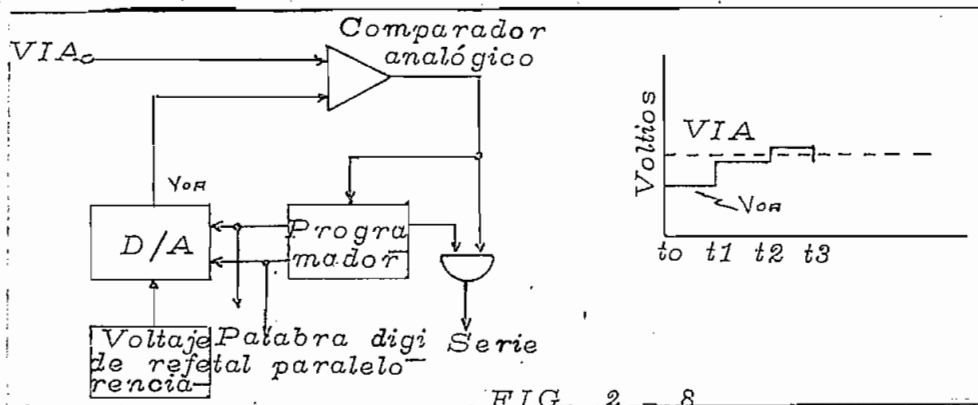 Comparador
analógico
VIA
VOA
D/A
Progra
mador
Voltaje
de refe
rencia
Palabra digi
tal paralelo
Serie
Voltios
VIA
VOA
to t1 t2 t3
FIG. 2 - 8